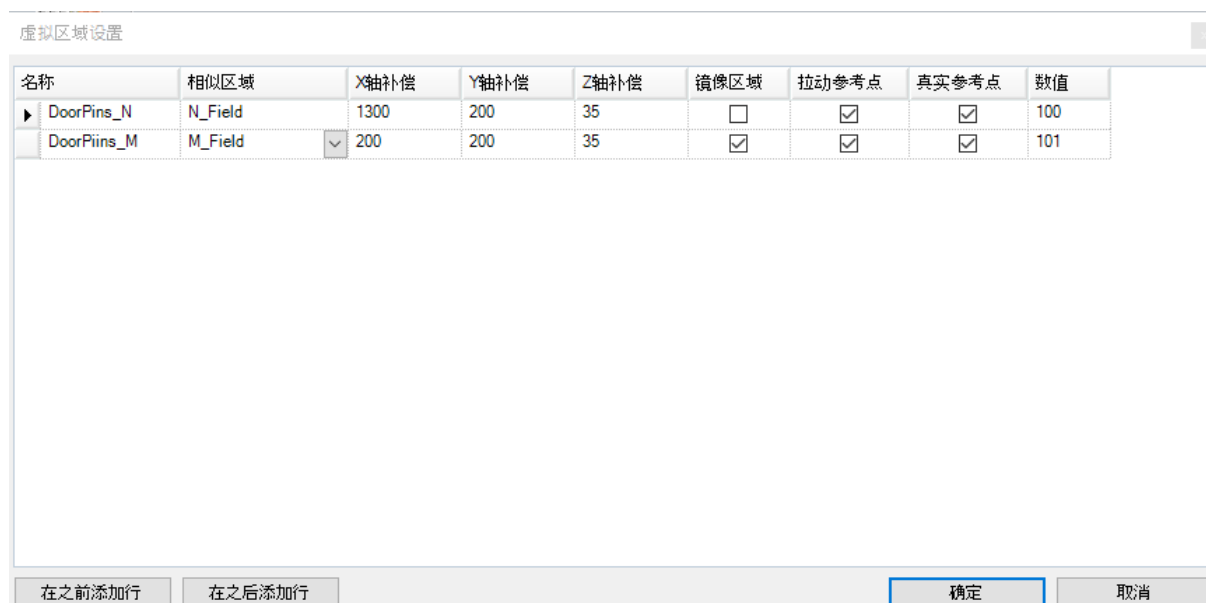 虚拟区域设置
名称 相似区域 X轴补偿 Y轴补偿 Z轴补偿 镜像区域 拉动参考点 真实参考点 数值
DoorPins_N N_Field 1300 200 35 100
DoorPiins_M M_Field 200 200 35 101
在之前添加行 在之后添加行 确定 取消